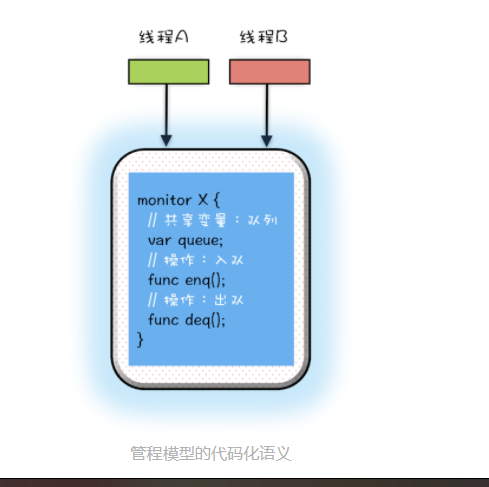 线程A 线程B
monitor X {
// 共享变量：队列
var queue;
// 操作：入队
func enq();
// 操作：出队
func deq();
}
管程模型的代码化语义